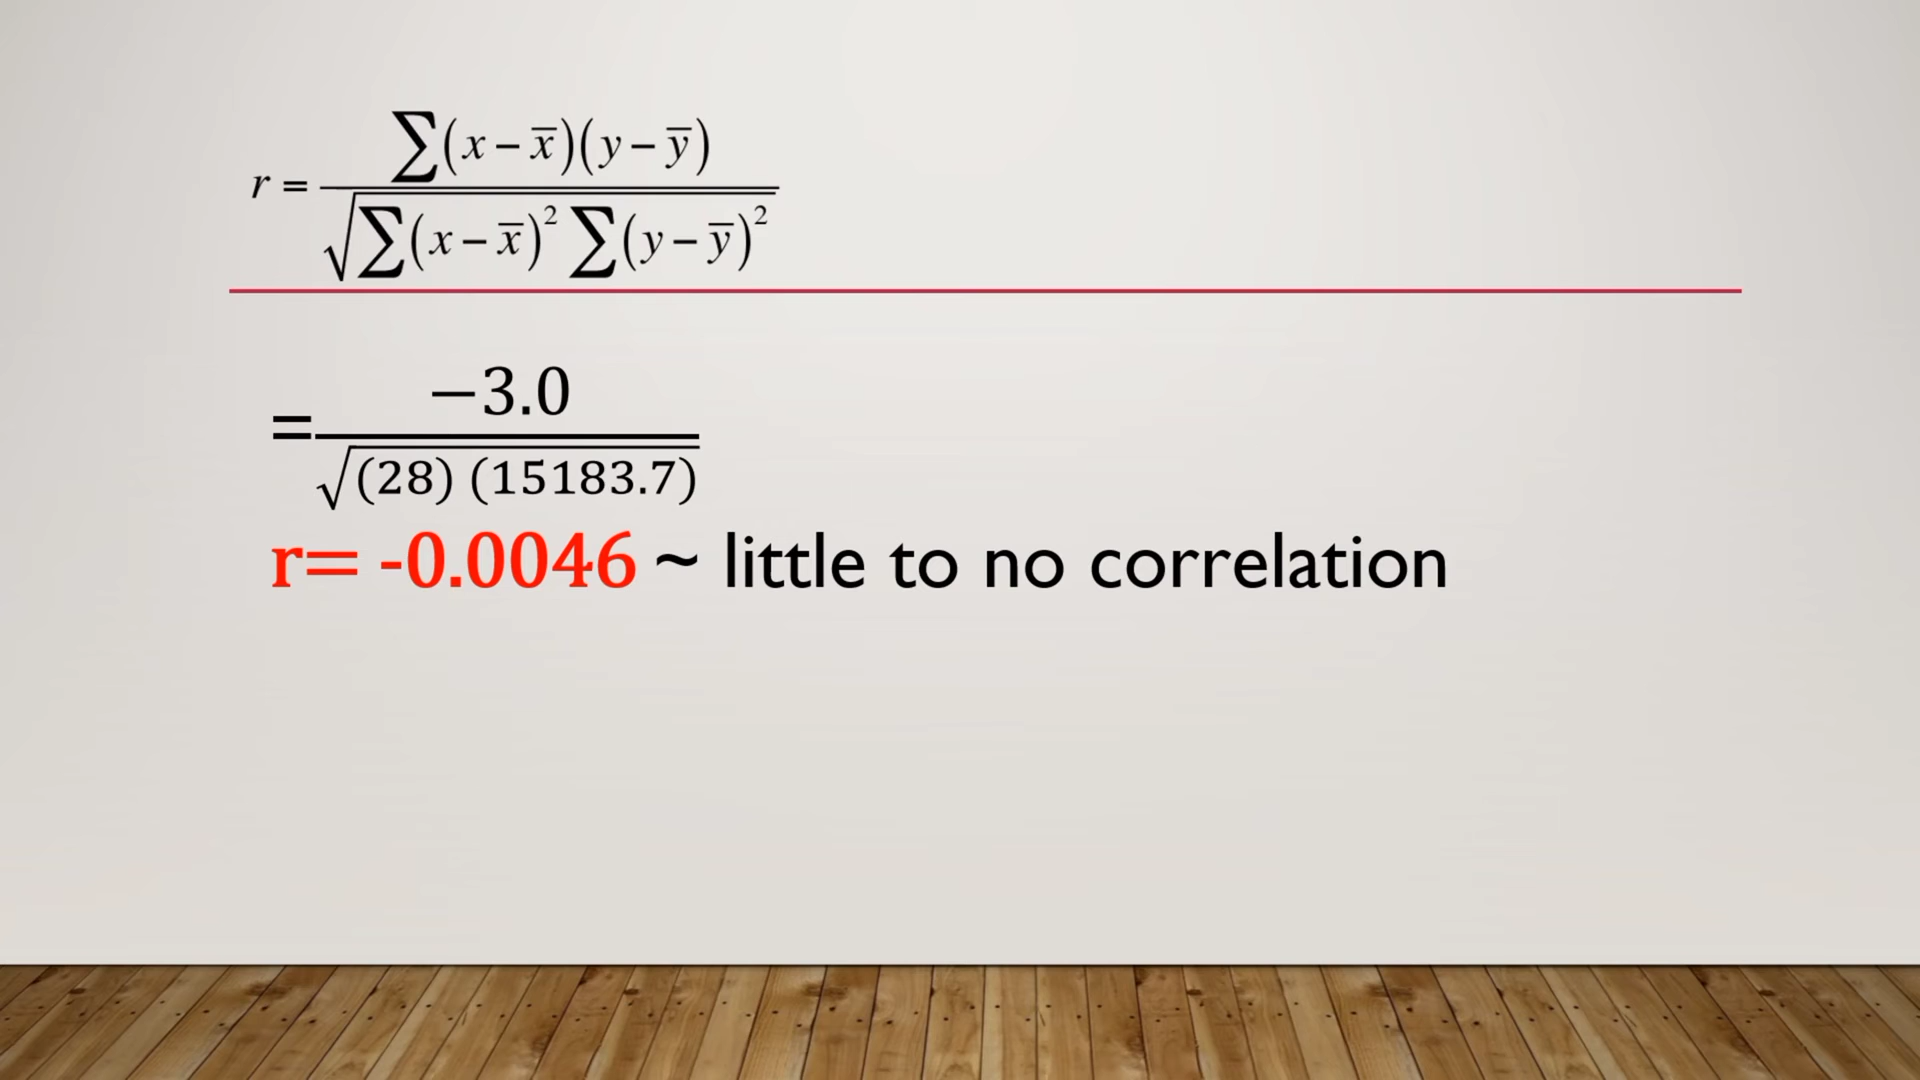 r = ∑(x − x̄)(y − ȳ) / √∑(x − x̄)² ∑(y − ȳ)²
= −3.0 / √(28) (15183.7)
r= -0.0046 ~ little to no correlation